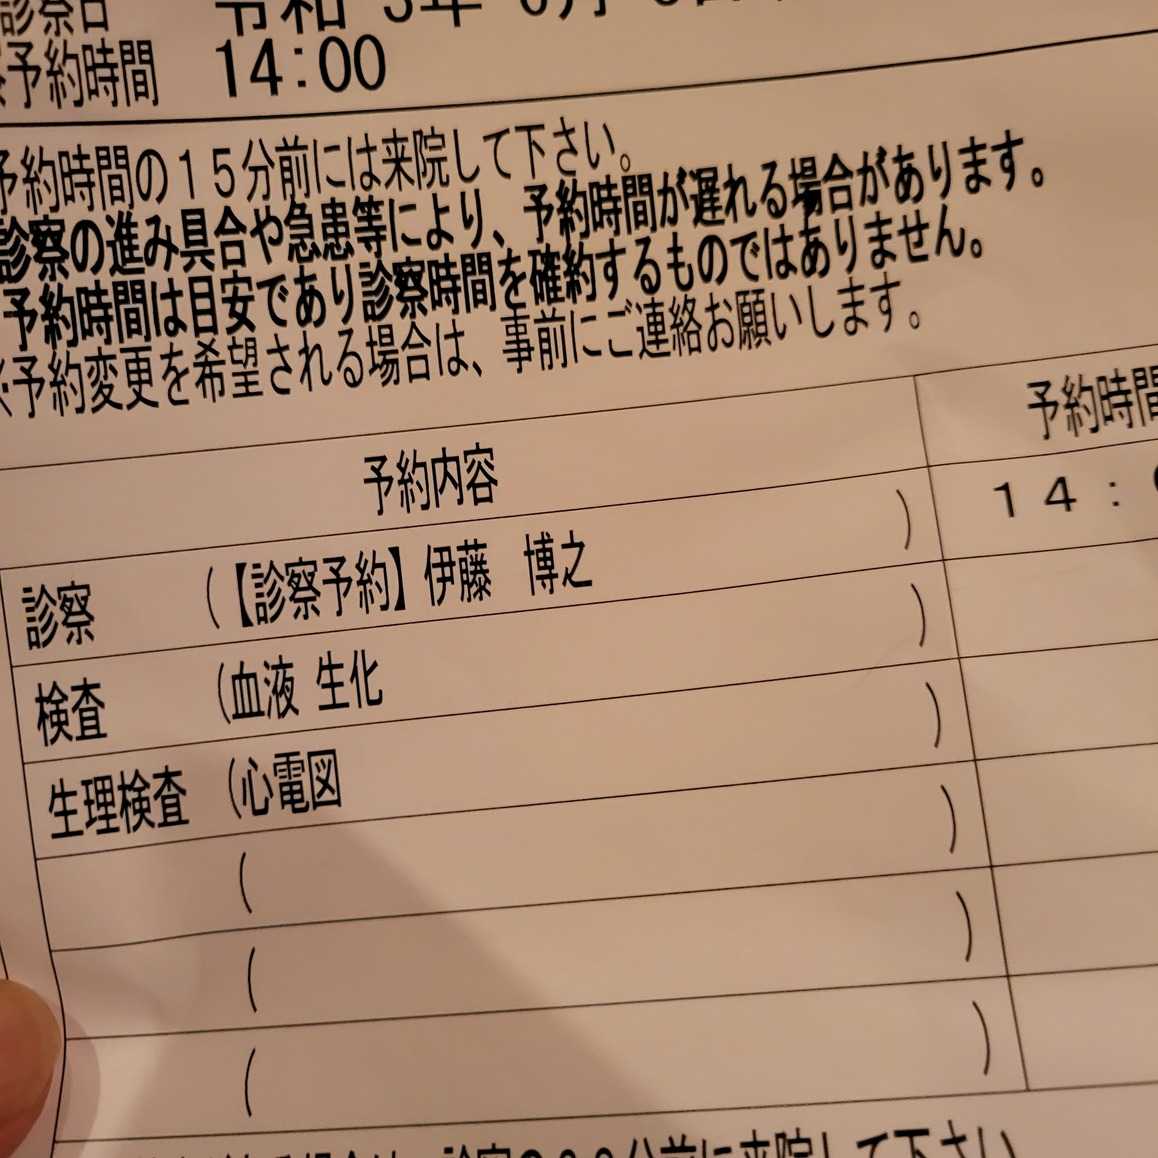 診察日 令和
予約時間 14:00
予約時間の１５分前には来院して下さい。
診察の進み具合や急患等により、予約時間が遅れる場合があります。
予約時間は目安であり診察時間を確約するものではありません。
※予約変更を希望される場合は、事前にご連絡お願いします。
予約内容 予約時間
診察 (【診察予約】伊藤　博之 ) １４：
検査 (血液 生化 )
生理検査 (心電図 )
( )
( )
( )
分前に来院して下さい